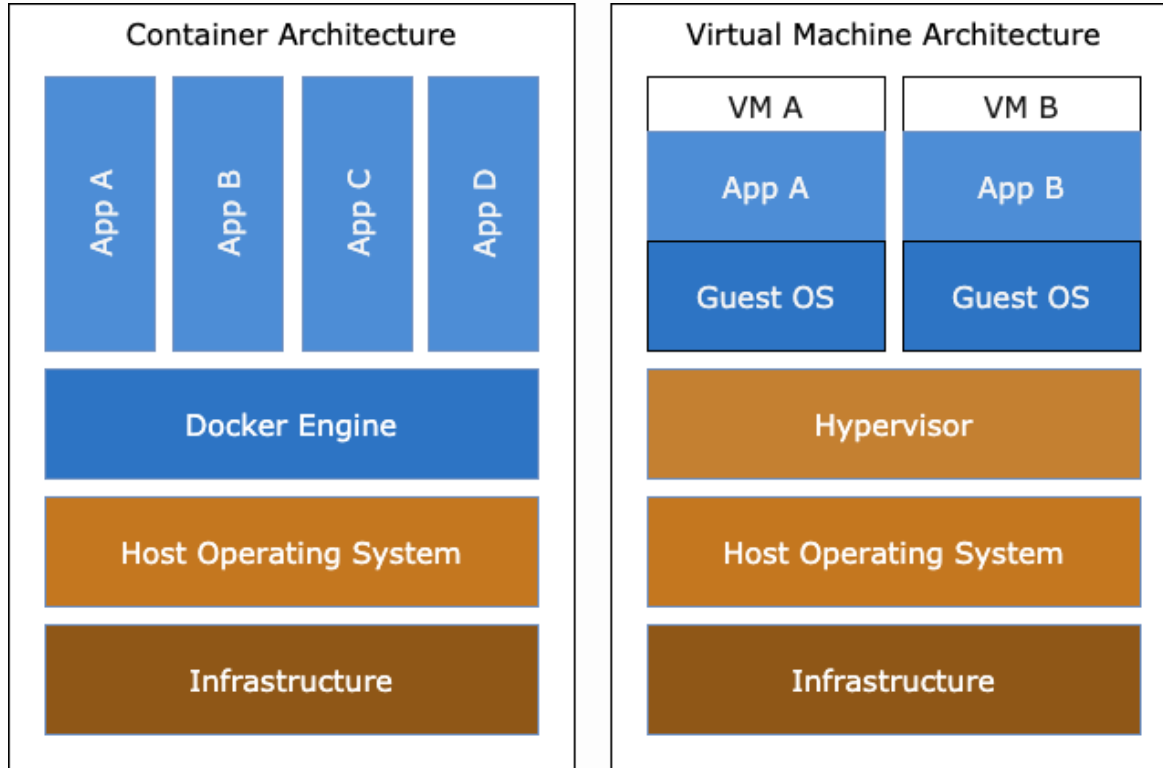 Container Architecture
App A
App B
App C
App D
Docker Engine
Host Operating System
Infrastructure
Virtual Machine Architecture
VM A
VM B
App A
App B
Guest OS
Guest OS
Hypervisor
Host Operating System
Infrastructure